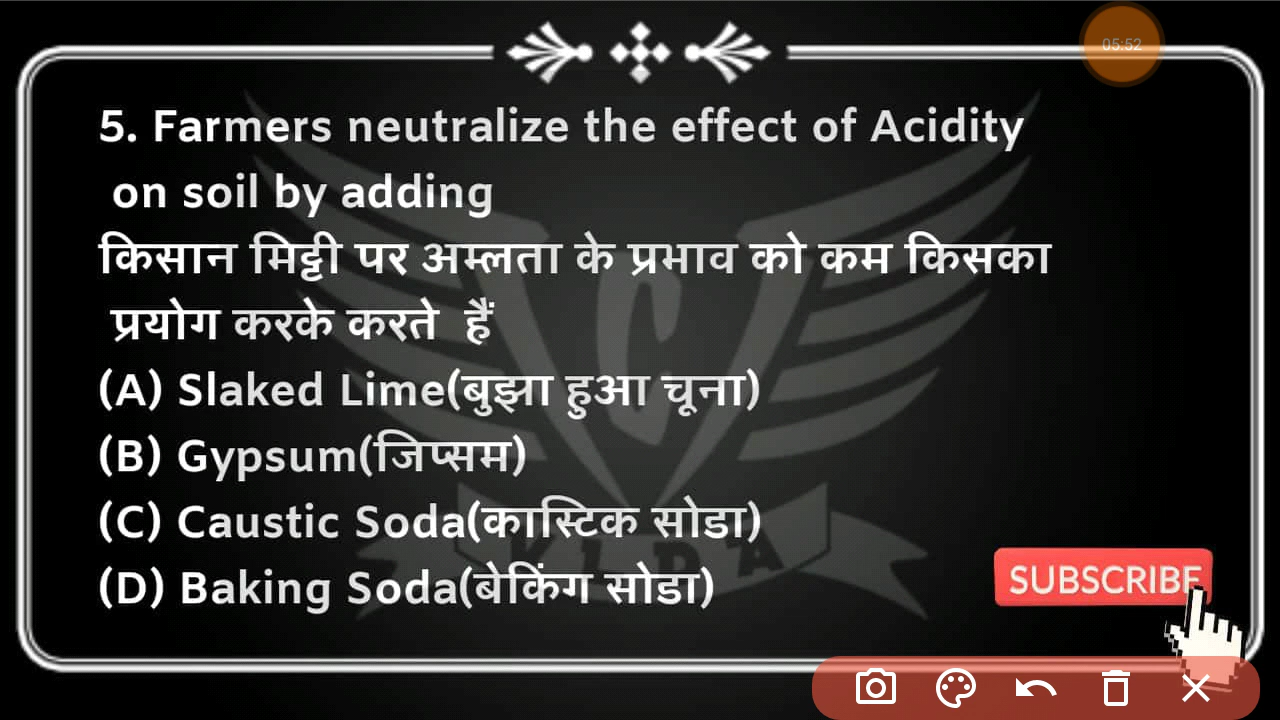 05:52
5. Farmers neutralize the effect of Acidity
on soil by adding
किसान मिट्टी पर अम्लता के प्रभाव को कम किसका
प्रयोग करके करते हैं
(A) Slaked Lime(बुझा हुआ चूना)
(B) Gypsum(जिप्सम)
(C) Caustic Soda(कास्टिक सोडा)
(D) Baking Soda(बेकिंग सोडा)
SUBSCRIBE